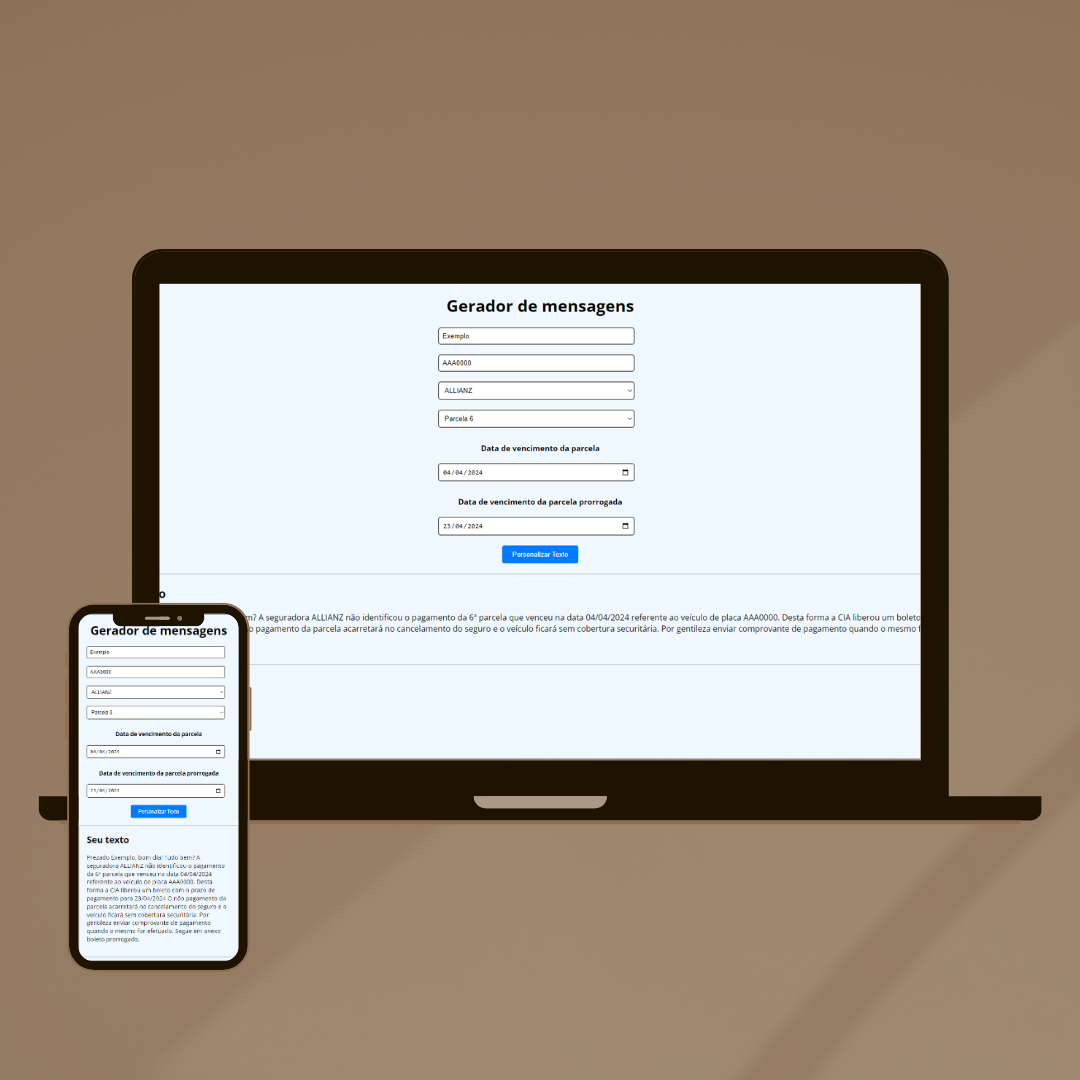 Gerador de mensagens
Exemplo
AAA0000
ALLIANZ
Parcela 6
Data de vencimento da parcela
04/04/2024
Data de vencimento da parcela prorrogada
23/04/2024
Personalizar Texto
o
m? A seguradora ALLIANZ não identificou o pagamento da 6ª parcela que venceu na data 04/04/2024 referente ao veículo de placa AAA0000. Desta forma a CIA liberou um boleto
o pagamento da parcela acarretará no cancelamento do seguro e o veículo ficará sem cobertura securitária. Por gentileza enviar comprovante de pagamento quando o mesmo f
Gerador de mensagens
Exemplo
AAA0000
ALLIANZ
Parcela 6
Data de vencimento da parcela
04/04/2024
Data de vencimento da parcela prorrogada
23/04/2024
Personalizar Texto
Seu texto
Prezado Exemplo, bom dia! Tudo bem? A
seguradora ALLIANZ não identificou o pagamento
da 6ª parcela que venceu na data 04/04/2024
referente ao veículo de placa AAA0000. Desta
forma a CIA liberou um boleto com o prazo de
pagamento para 23/04/2024 O não pagamento da
parcela acarretará no cancelamento do seguro e o
veículo ficará sem cobertura securitária. Por
gentileza enviar comprovante de pagamento
quando o mesmo for efetuado. Segue em anexo
boleto prorrogado.